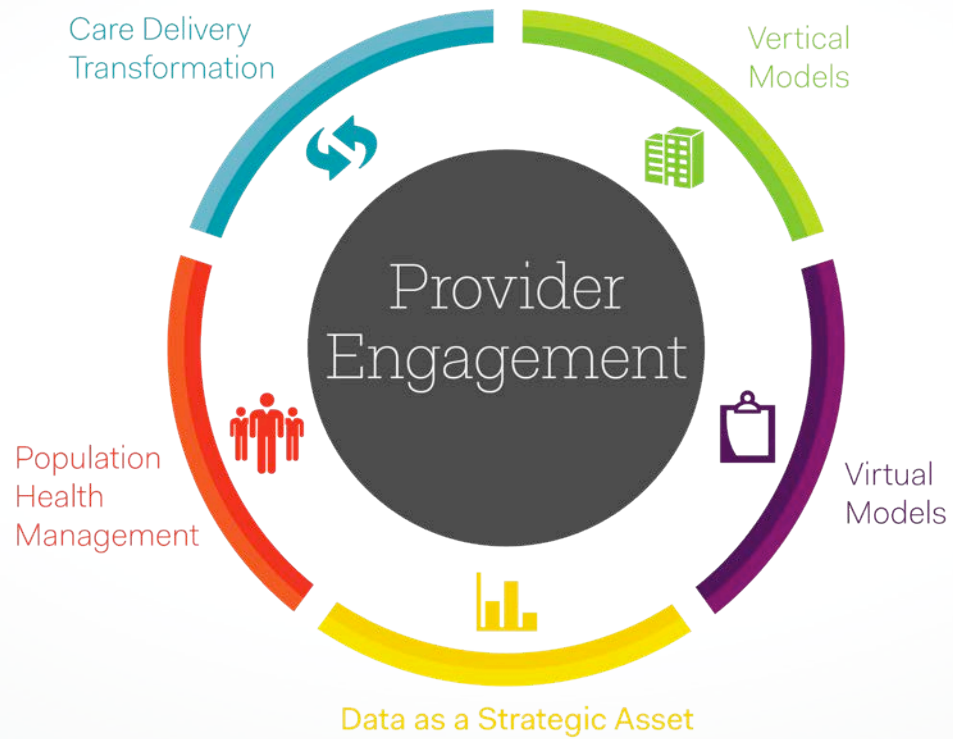 Care Delivery
Transformation
Vertical
Models
Provider
Engagement
Population
Health
Management
Virtual
Models
Data as a Strategic Asset